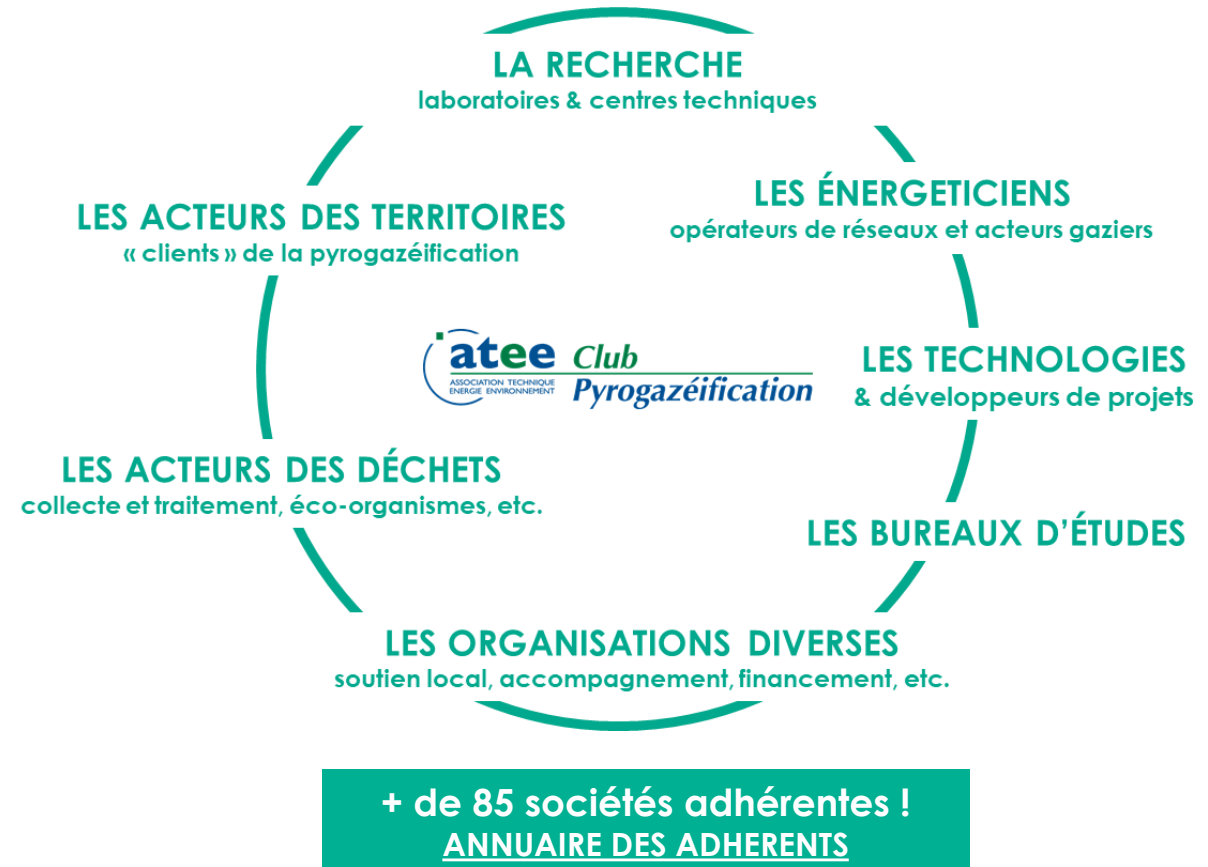 LA RECHERCHE
laboratoires & centres techniques
LES ÉNERGETICIENS
opérateurs de réseaux et acteurs gaziers
LES ACTEURS DES TERRITOIRES
« clients » de la pyrogazéification
atee Club
ASSOCIATION TECHNIQUE
ENERGIE ENVIRONNEMENT
Pyrogazéification
LES TECHNOLOGIES
& développeurs de projets
LES ACTEURS DES DÉCHETS
collecte et traitement, éco-organismes, etc.
LES BUREAUX D’ÉTUDES
LES ORGANISATIONS DIVERSES
soutien local, accompagnement, financement, etc.
+ de 85 sociétés adhérentes !
ANNUAIRE DES ADHERENTS